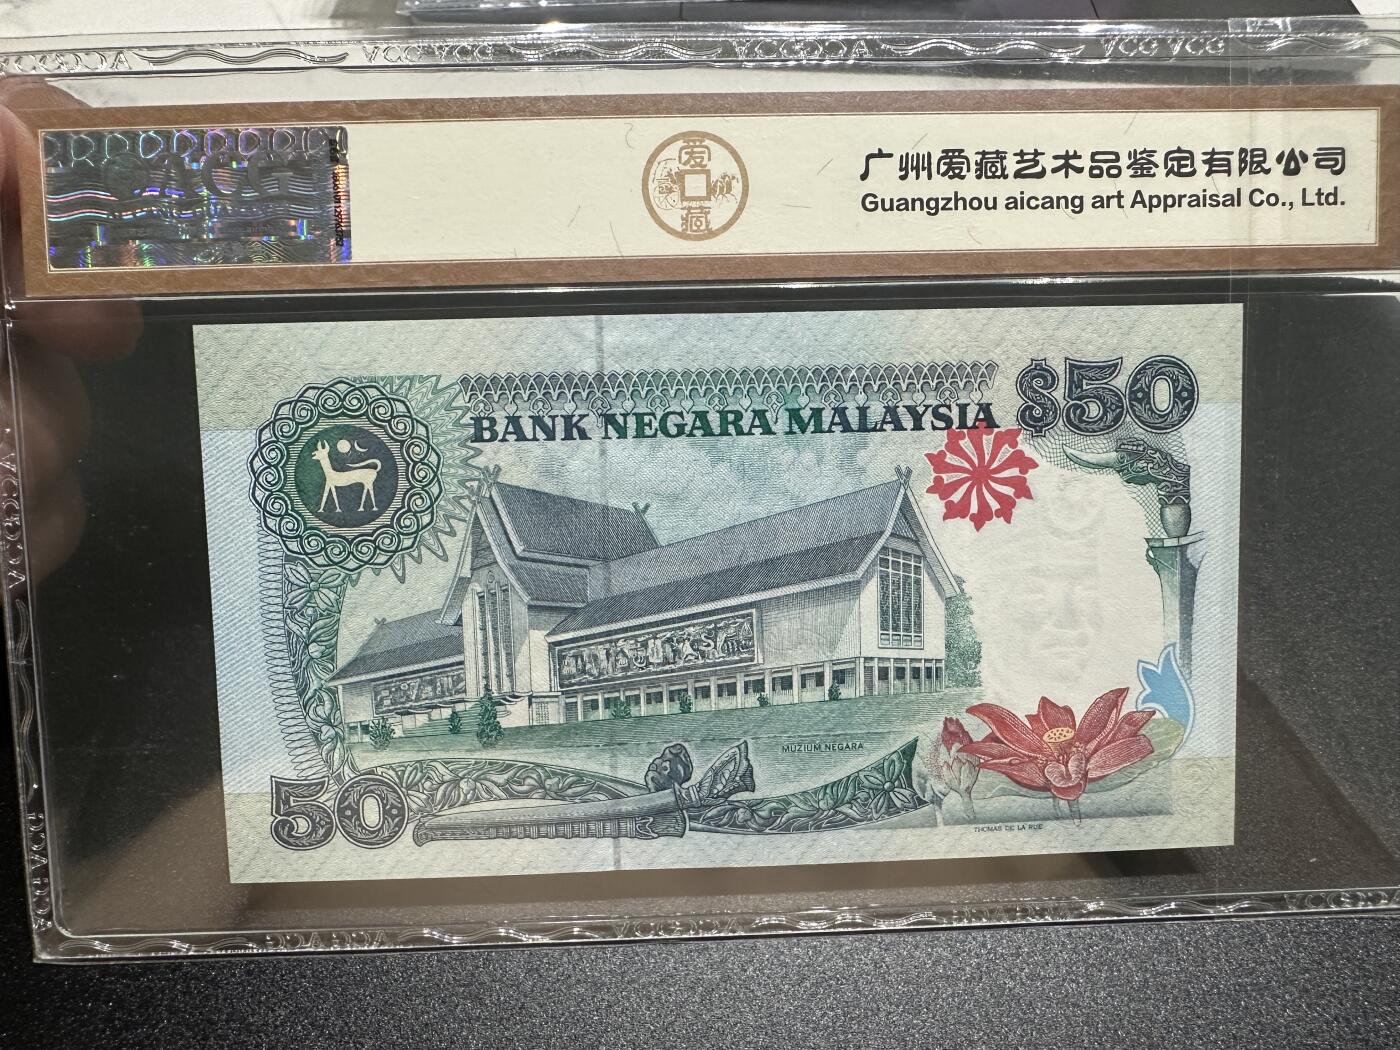 ACG
爱藏
广州爱藏艺术品鉴定有限公司
Guangzhou aicang art Appraisal Co., Ltd.
BANK NEGARA MALAYSIA
$50
MUZIUM NEGARA
50
THOMAS DE LA RUE